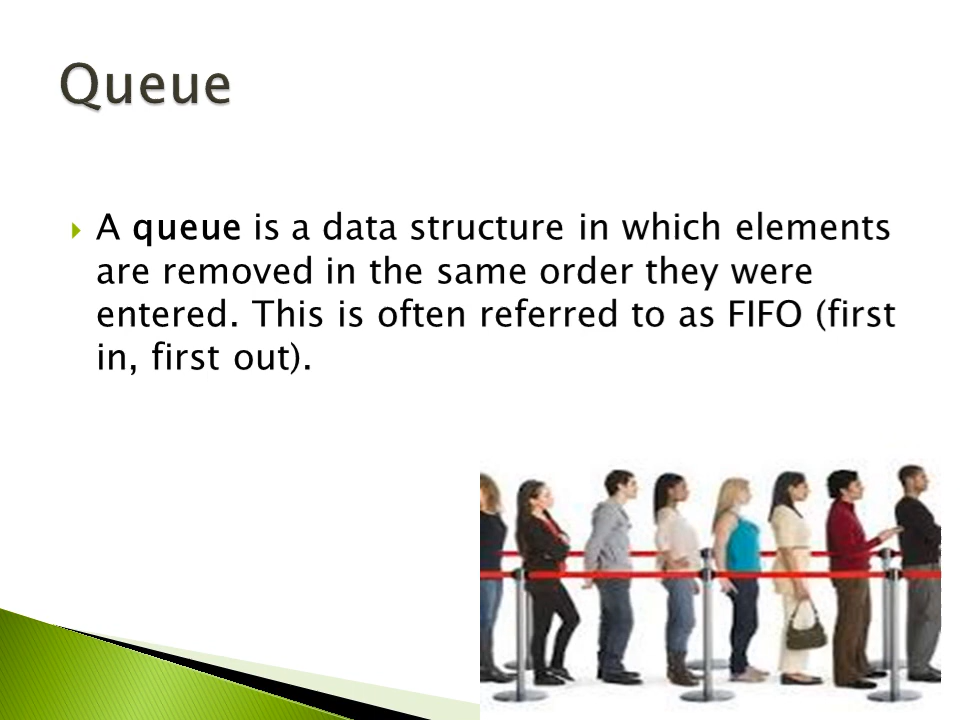 Queue
A queue is a data structure in which elements
are removed in the same order they were
entered. This is often referred to as FIFO (first
in, first out).